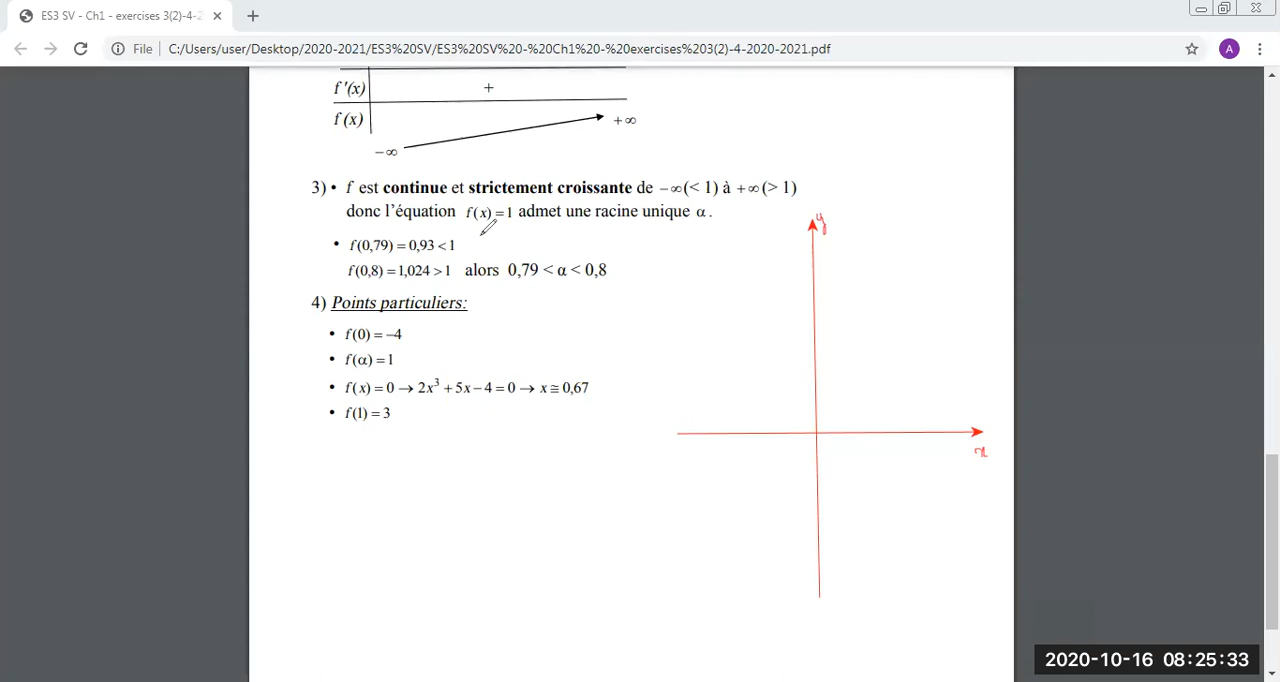 ES3 SV - Ch1 - exercises 3(2)-4-2
File | C:/Users/user/Desktop/2020-2021/ES3%20SV/ES3%20SV%20-%20Ch1%20-%20exercises%203(2)-4-2020-2021.pdf
A
f'(x) +
f(x) +∞
−∞
3) • f est continue et strictement croissante de −∞(< 1) à +∞(> 1)
donc l'équation f(x) = 1 admet une racine unique α.
y
• f(0,79) = 0,93 < 1
f(0,8) = 1,024 > 1 alors 0,79 < α < 0,8
4) Points particuliers:
• f(0) = −4
• f(α) = 1
• f(x) = 0 → 2x³ + 5x − 4 = 0 → x ≅ 0,67
• f(1) = 3
x
2020-10-16 08:25:33